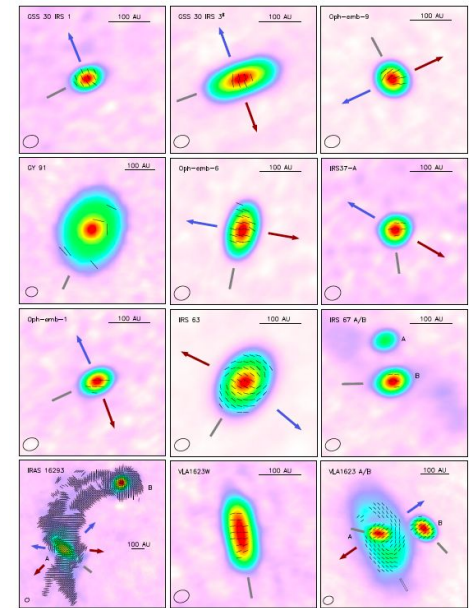 GSS 30 IRS 1
100 AU
GSS 30 IRS 3#
100 AU
Oph-emb-9
100 AU
GY 91
100 AU
Oph-emb-6
100 AU
IRS37-A
100 AU
Oph-emb-1
100 AU
IRS 63
100 AU
IRS 67 A/B
100 AU
A
B
IRAS 16293
B
A
100 AU
VLA1623W
100 AU
VLA1623 A/B
100 AU
B
A